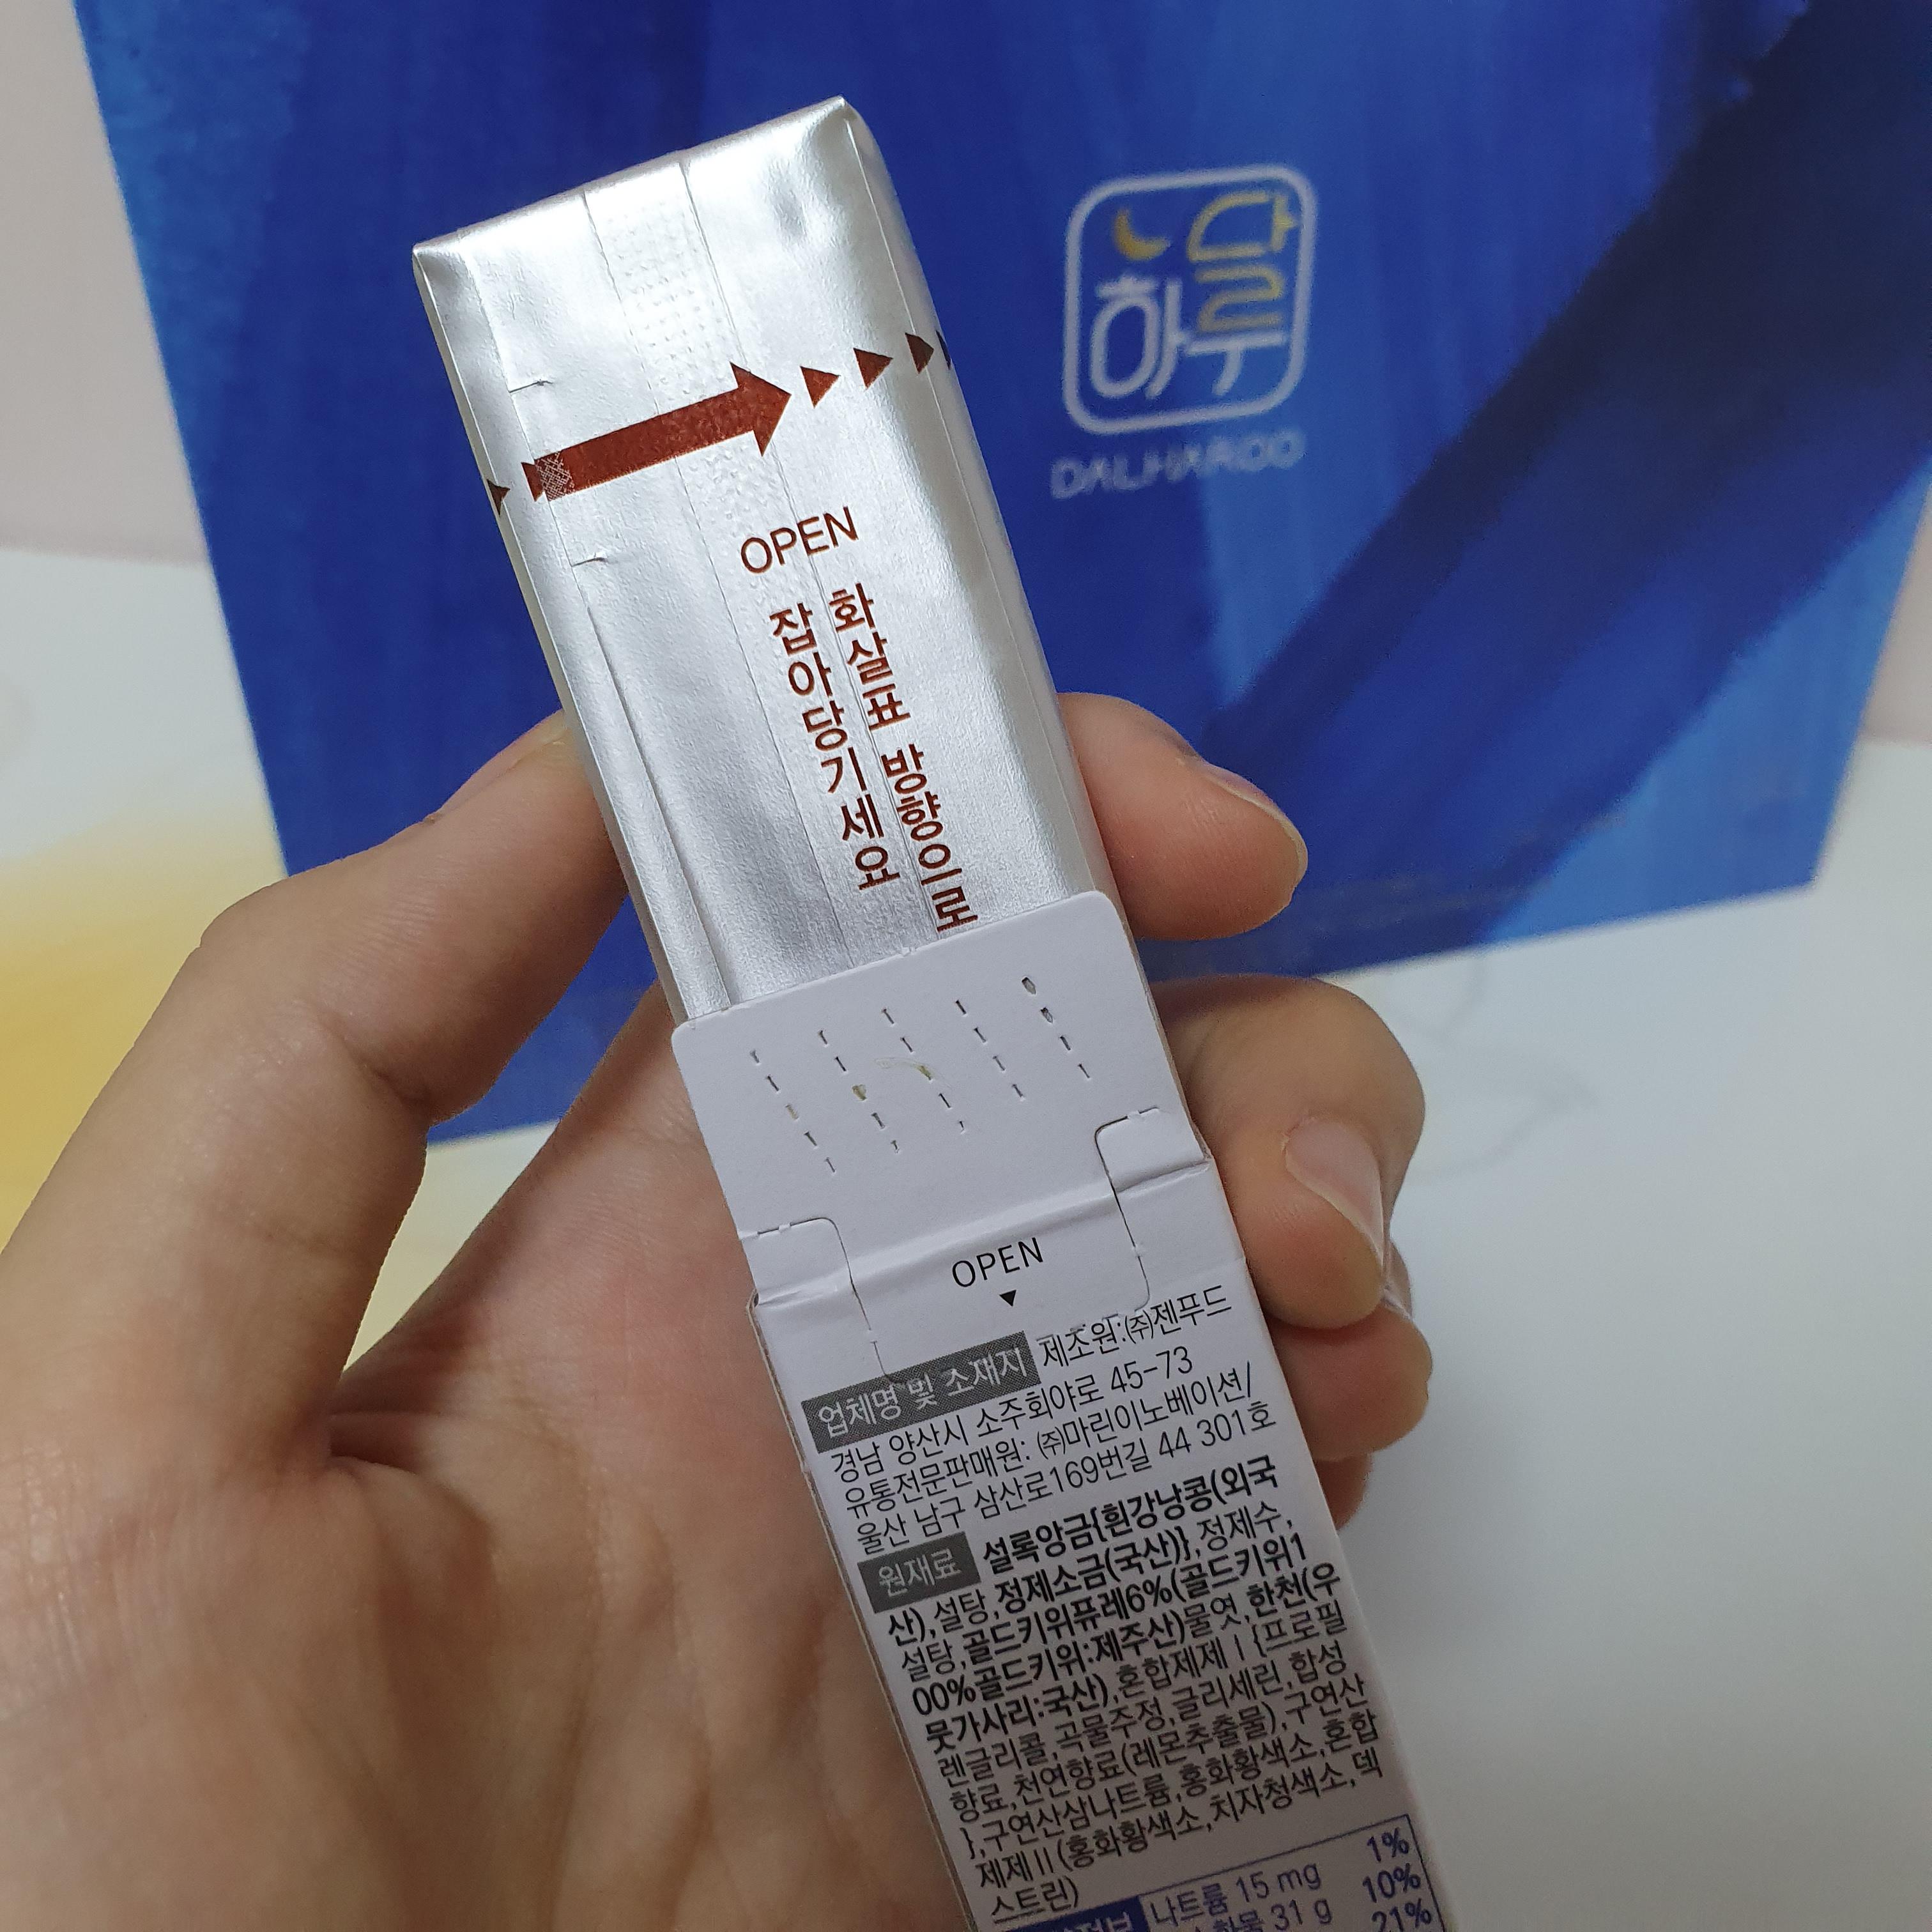 달
하루
DALHAROO
OPEN
화살표 방향으로
잡아당기세요
OPEN
업체명 및 소재지 제조원:㈜젠푸드
경남 양산시 소주회야로 45-73
유통전문판매원: ㈜마린이노베이션/
울산 남구 삼산로169번길 44 301호
원재료 설록앙금{흰강낭콩(외국
산),설탕,정제소금(국산)},정제수,
설탕,골드키위퓨레6%(골드키위1
00%골드키위:제주산)물엿,한천(우
뭇가사리:국산),혼합제제Ⅰ{프로필
렌글리콜,곡물주정,글리세린,합성
향료,천연향료(레몬추출물),구연산
},구연산삼나트륨,홍화황색소,혼합
제제Ⅱ(홍화황색소,치자청색소,덱
스트린)
나트륨 15 mg 1%
31 g 10%
21%